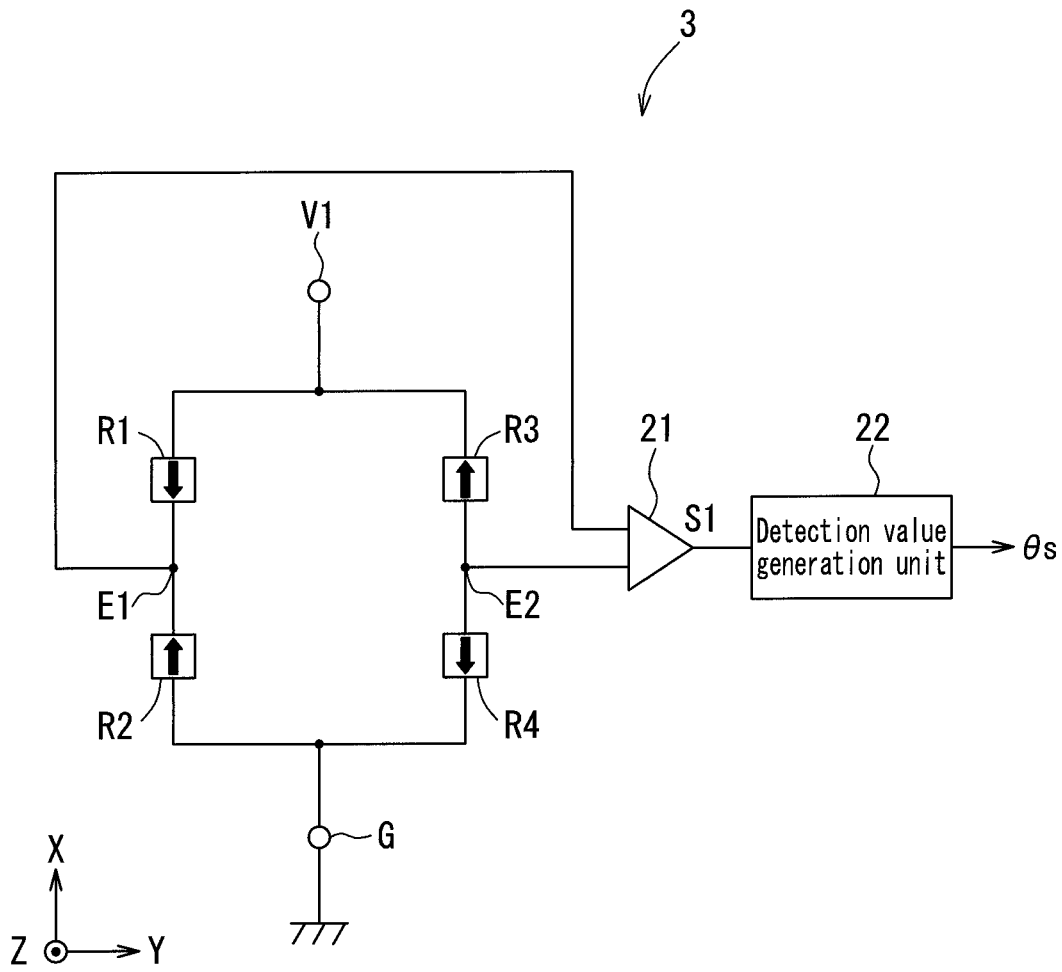 3
V1
R1
R3
21
22
S1
Detection value
generation unit
θs
E1
E2
R2
R4
G
X
Z
Y